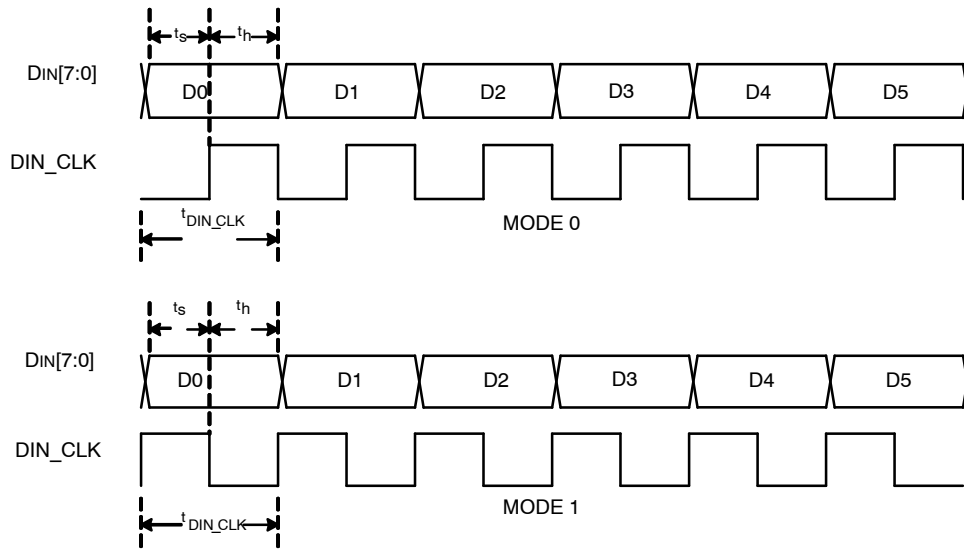 ts th
DIN[7:0] D0 D1 D2 D3 D4 D5
DIN_CLK
tDIN_CLK
MODE 0
ts th
DIN[7:0] D0 D1 D2 D3 D4 D5
DIN_CLK
tDIN_CLK
MODE 1